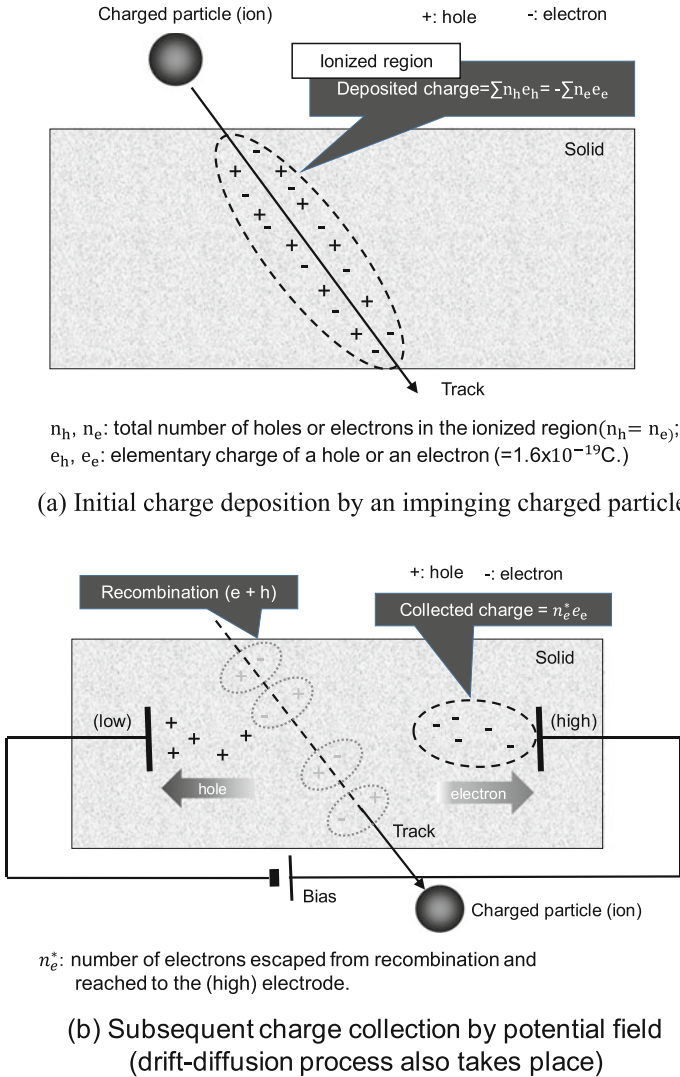 Charged particle (ion)
+: hole -: electron
Ionized region
Deposited charge=∑nₕeₕ= -∑nₑeₑ
Solid
Track
nₕ, nₑ: total number of holes or electrons in the ionized region(nₕ= nₑ);
eₕ, eₑ: elementary charge of a hole or an electron (=1.6x10⁻¹⁹C.)
(a) Initial charge deposition by an impinging charged particle
+: hole -: electron
Recombination (e + h)
Collected charge = nₑ*eₑ
Solid
(low)
(high)
hole
electron
Track
Bias
Charged particle (ion)
nₑ*: number of electrons escaped from recombination and
reached to the (high) electrode.
(b) Subsequent charge collection by potential field
(drift-diffusion process also takes place)